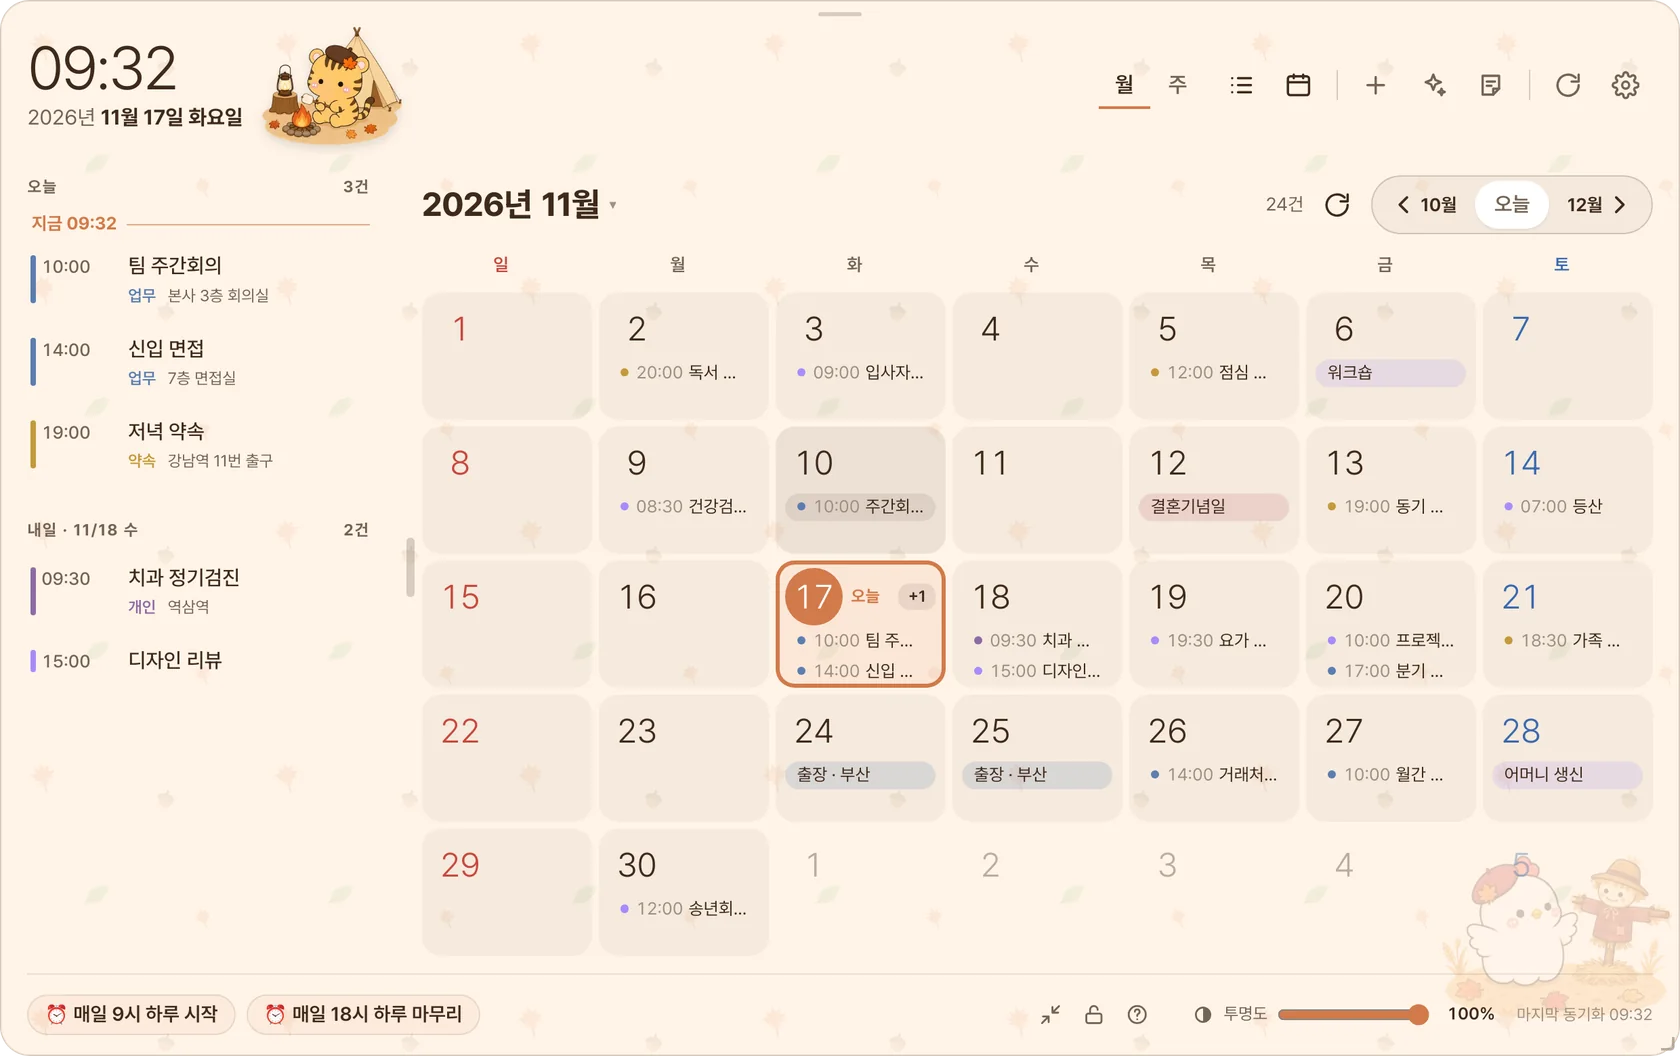 09:32
2026년 11월 17일 화요일
월 주
오늘 3건
지금 09:32
10:00 팀 주간회의
업무 본사 3층 회의실
14:00 신입 면접
업무 7층 면접실
19:00 저녁 약속
약속 강남역 11번 출구
내일 · 11/18 수 2건
09:30 치과 정기검진
개인 역삼역
15:00 디자인 리뷰
2026년 11월
24건 10월 오늘 12월
일 월 화 수 목 금 토
1 2 3 4 5 6 7
20:00 독서 ... 09:00 입사자... 12:00 점심 ... 워크숍
8 9 10 11 12 13 14
08:30 건강검... 10:00 주간회... 결혼기념일 19:00 동기 ... 07:00 등산
15 16 17 오늘 +1 18 19 20 21
10:00 팀 주... 09:30 치과 ... 19:30 요가 ... 10:00 프로젝... 18:30 가족 ...
14:00 신입 ... 15:00 디자인... 17:00 분기 ...
22 23 24 25 26 27 28
출장 · 부산 출장 · 부산 14:00 거래처... 10:00 월간 ... 어머니 생신
29 30 1 2 3 4 5
12:00 송년회...
매일 9시 하루 시작 매일 18시 하루 마무리 투명도 100% 마지막 동기화 09:32